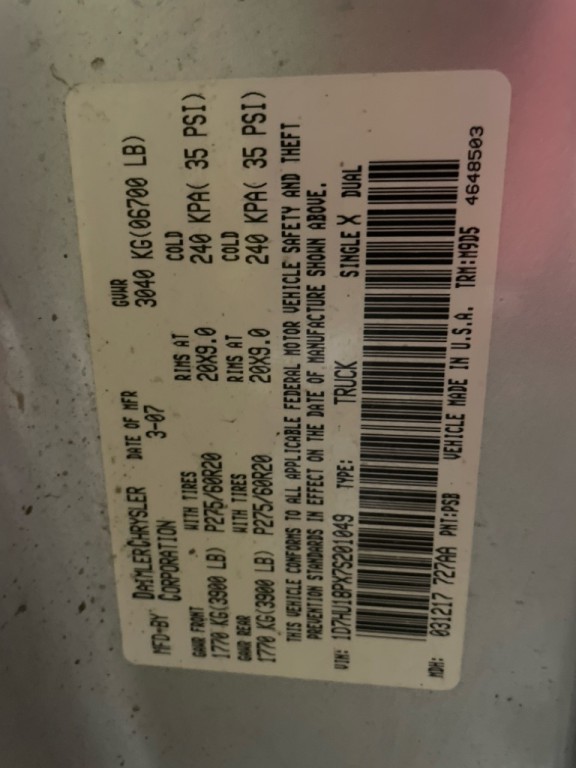 MFD-BY DAIMLERCHRYSLER CORPORATION DATE OF MFR 3-07 GVWR 3040 KG(06700 LB)
GAWR FRONT WITH TIRES RIMS AT COLD
1770 KG(3900 LB) P275/60R20 20X9.0 240 KPA( 35 PSI)
GAWR REAR WITH TIRES RIMS AT COLD
1770 KG(3900 LB) P275/60R20 20X9.0 240 KPA( 35 PSI)
THIS VEHICLE CONFORMS TO ALL APPLICABLE FEDERAL MOTOR VEHICLE SAFETY AND THEFT
PREVENTION STANDARDS IN EFFECT ON THE DATE OF MANUFACTURE SHOWN ABOVE.
VIN: 1D7HU18PX7S201049 TYPE: TRUCK SINGLE X DUAL
MDH: 031217 727AA PNT:PSB VEHICLE MADE IN U.S.A. TRM:M9D5
4648503